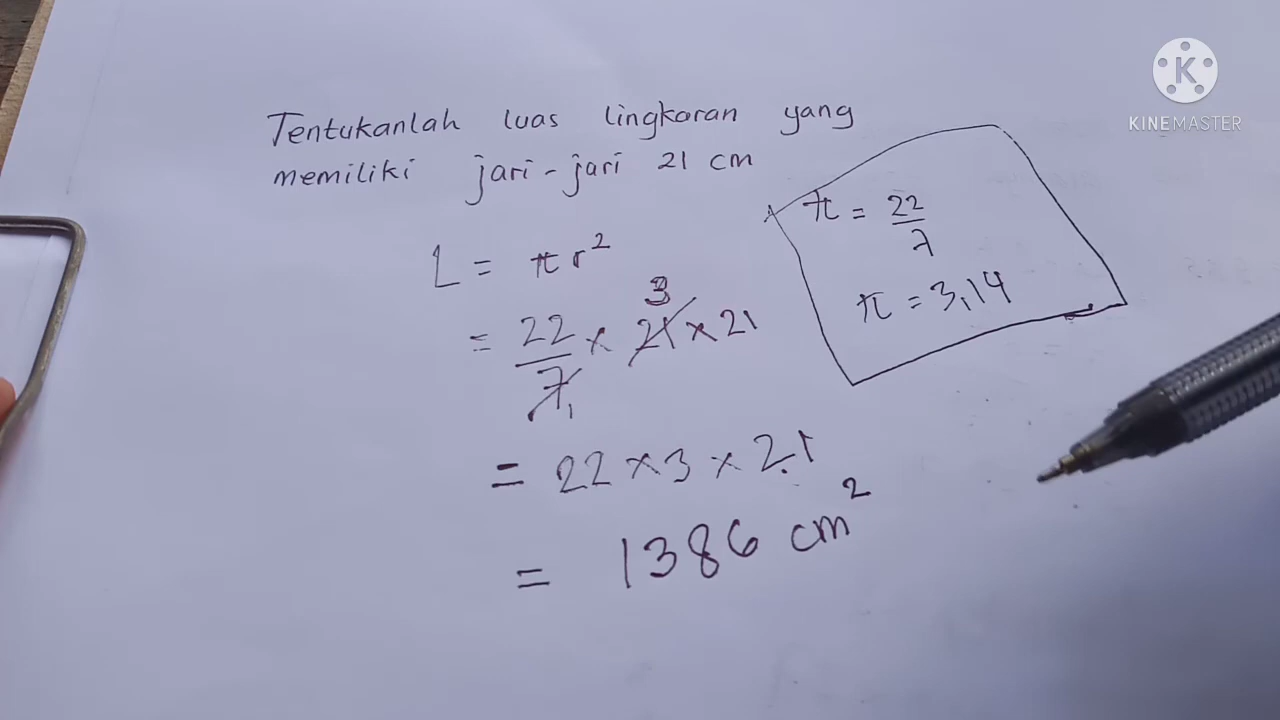 Tentukanlah luas lingkaran yang
memiliki jari-jari 21 cm
L = πr²
= 22/7 × 21 × 21
3
1
= 22 × 3 × 21
= 1386 cm²
π = 22/7
π = 3,14
K
KINEMASTER